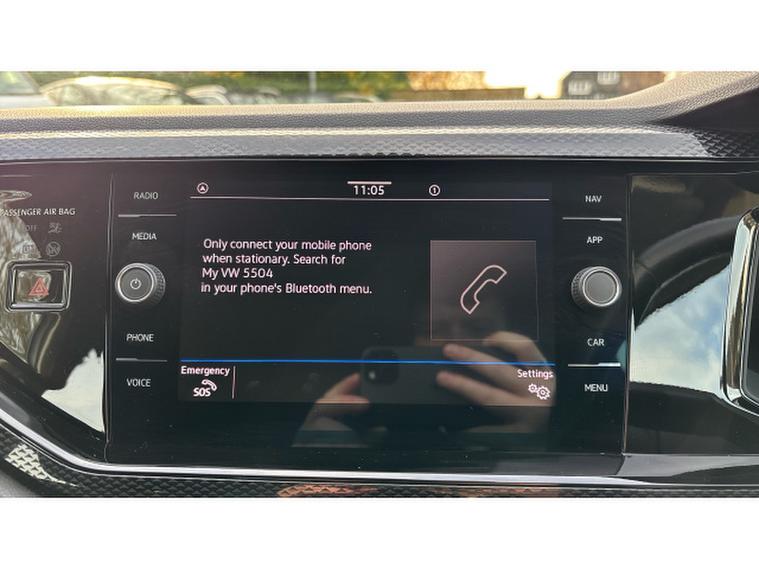 RADIO
11:05
NAV
PASSENGER AIR BAG
OFF
MEDIA
APP
Only connect your mobile phone
when stationary. Search for
My VW 5504
in your phone's Bluetooth menu.
PHONE
CAR
Emergency
SOS
Settings
VOICE
MENU